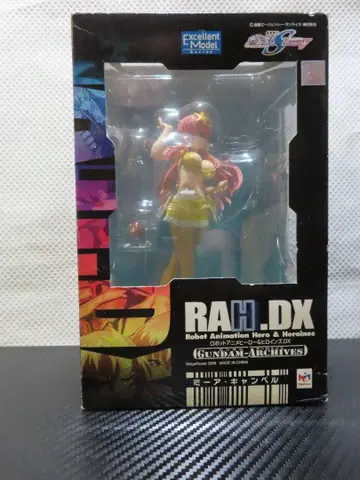 Excellent
Model
Series
RAH.DX
Robot Animation Hero & Heroines
ロボットアニメヒーロー&ヒロインズDX
GUNDAM-ARCHIVES
MADE IN CHINA
ミーア・キャンベル